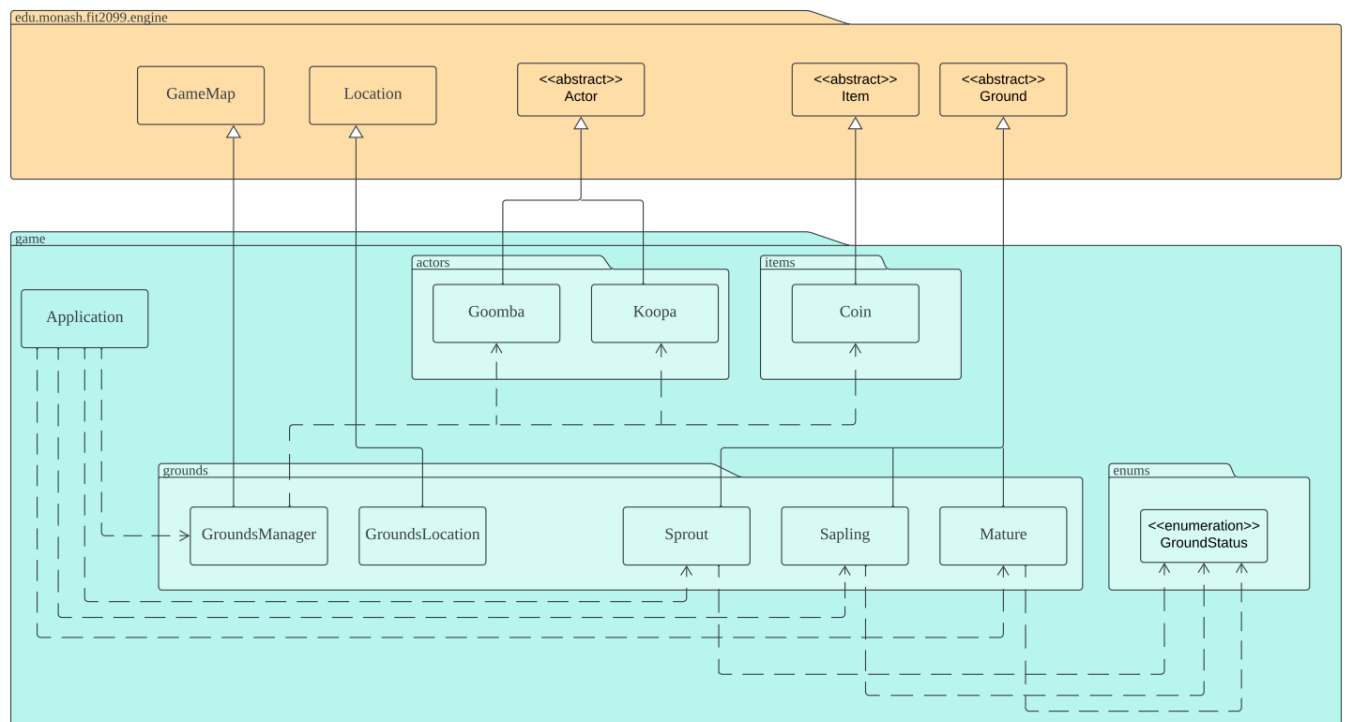 edu.monash.fit2099.engine
GameMap
Location
<<abstract>>
Actor
<<abstract>>
Item
<<abstract>>
Ground
game
Application
actors
Goomba
Koopa
items
Coin
grounds
GroundsManager
GroundsLocation
Sprout
Sapling
Mature
enums
<<enumeration>>
GroundStatus